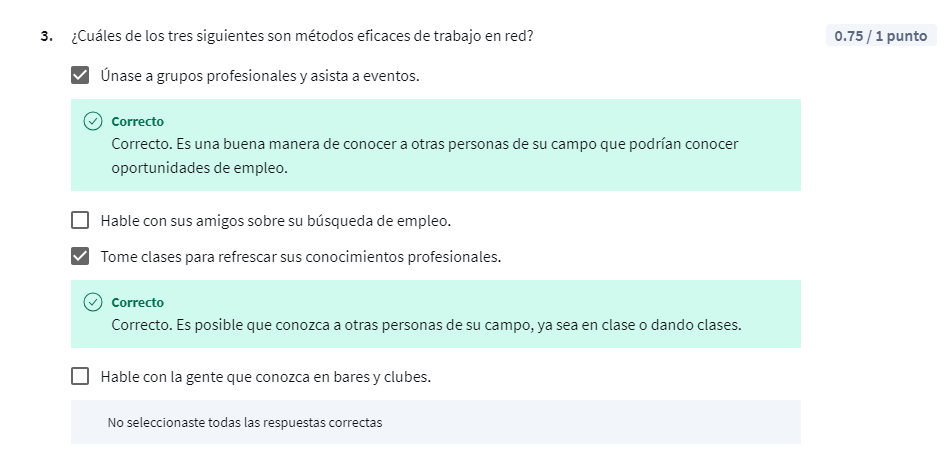 3. ¿Cuáles de los tres siguientes son métodos eficaces de trabajo en red?
0.75 / 1 punto
Únase a grupos profesionales y asista a eventos.
Correcto
Correcto. Es una buena manera de conocer a otras personas de su campo que podrían conocer
oportunidades de empleo.
Hable con sus amigos sobre su búsqueda de empleo.
Tome clases para refrescar sus conocimientos profesionales.
Correcto
Correcto. Es posible que conozca a otras personas de su campo, ya sea en clase o dando clases.
Hable con la gente que conozca en bares y clubes.
No seleccionaste todas las respuestas correctas